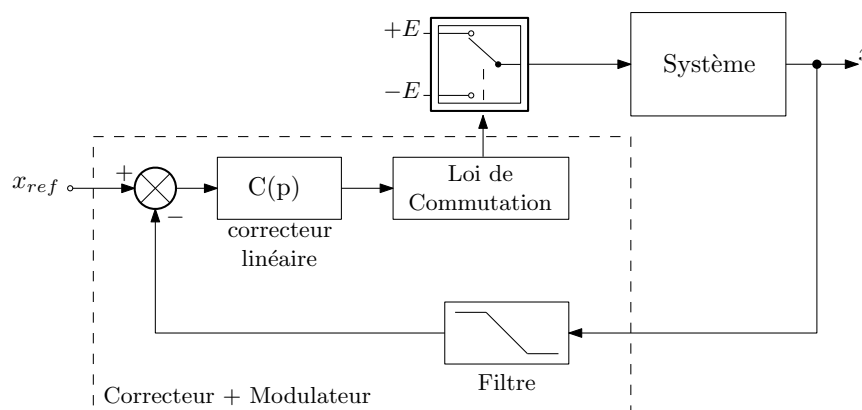 +E
−E
Système
x_ref
+
−
C(p)
correcteur
linéaire
Loi de
Commutation
Filtre
Correcteur + Modulateur